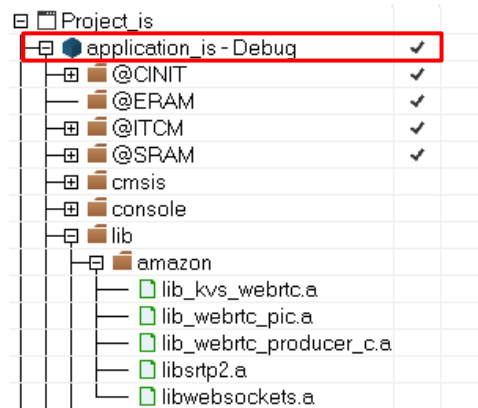 Project_is
application_is - Debug
@CINIT
@ERAM
@ITCM
@SRAM
cmsis
console
lib
amazon
lib_kvs_webrtc.a
lib_webrtc_pic.a
lib_webrtc_producer_c.a
libsrtp2.a
libwebsockets.a